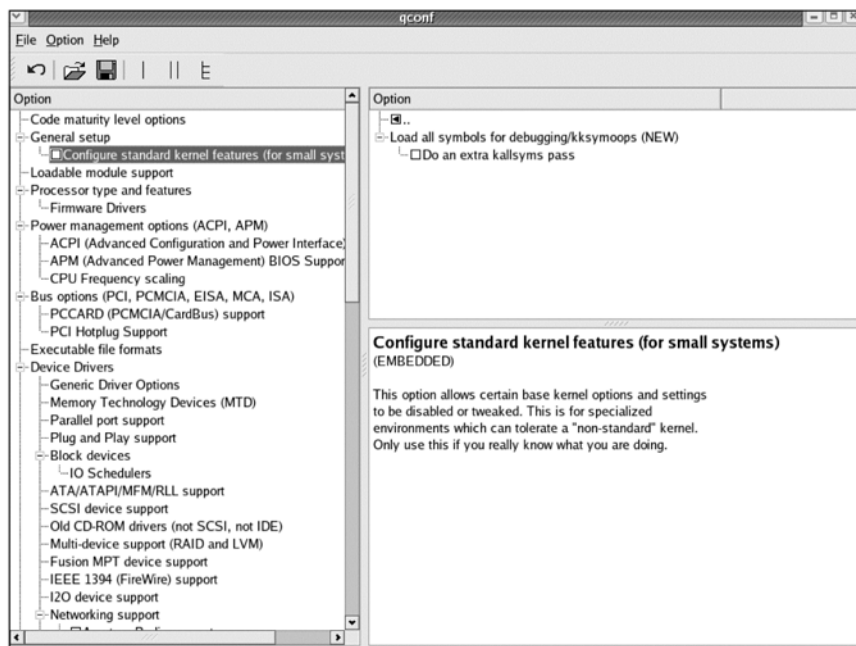 qconf
File Option Help
Option
Code maturity level options
General setup
Configure standard kernel features (for small syst
Loadable module support
Processor type and features
Firmware Drivers
Power management options (ACPI, APM)
ACPI (Advanced Configuration and Power Interface)
APM (Advanced Power Management) BIOS Suppor
CPU Frequency scaling
Bus options (PCI, PCMCIA, EISA, MCA, ISA)
PCCARD (PCMCIA/CardBus) support
PCI Hotplug Support
Executable file formats
Device Drivers
Generic Driver Options
Memory Technology Devices (MTD)
Parallel port support
Plug and Play support
Block devices
IO Schedulers
ATA/ATAPI/MFM/RLL support
SCSI device support
Old CD-ROM drivers (not SCSI, not IDE)
Multi-device support (RAID and LVM)
Fusion MPT device support
IEEE 1394 (FireWire) support
I2O device support
Networking support
Option
..
Load all symbols for debugging/kksymoops (NEW)
Do an extra kallsyms pass
Configure standard kernel features (for small systems)
(EMBEDDED)
This option allows certain base kernel options and settings
to be disabled or tweaked. This is for specialized
environments which can tolerate a "non-standard" kernel.
Only use this if you really know what you are doing.